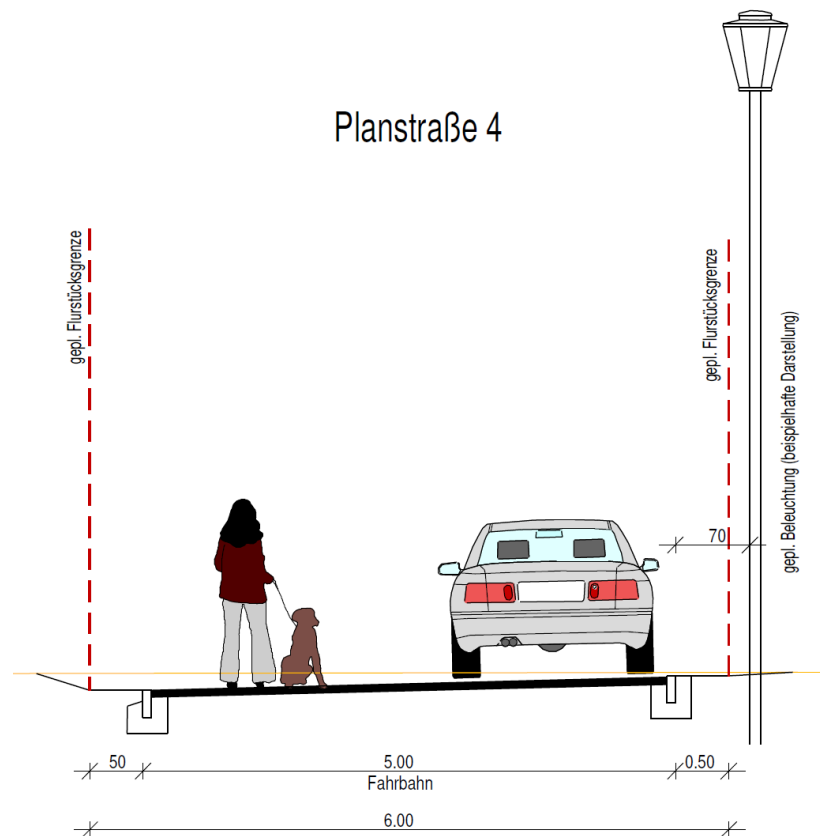 Planstraße 4
gepl. Flurstücksgrenze
gepl. Flurstücksgrenze
gepl. Beleuchtung (beispielhafte Darstellung)
70
50
5.00
0.50
Fahrbahn
6.00